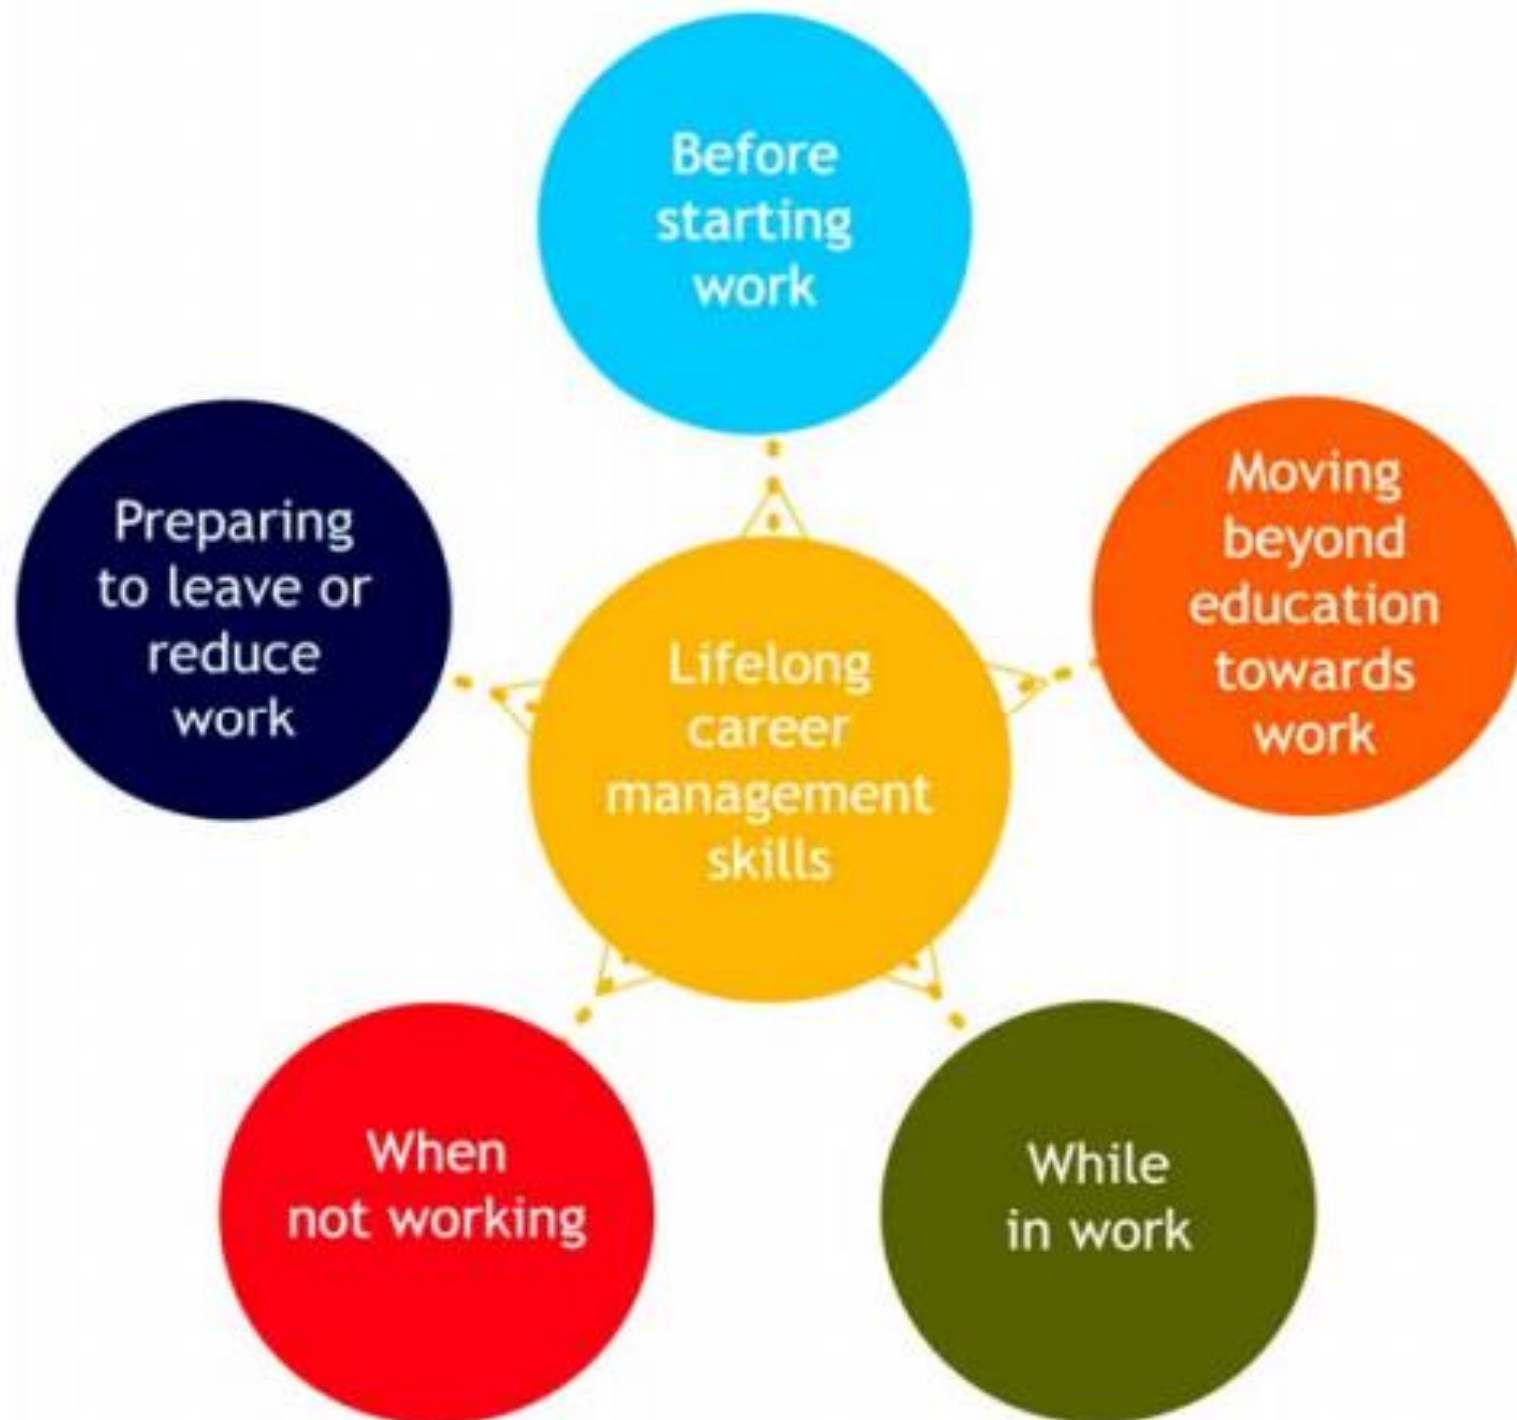 Before
starting
work
Moving
beyond
education
towards
work
Preparing
to leave or
reduce
work
Lifelong
career
management
skills
When
not working
While
in work